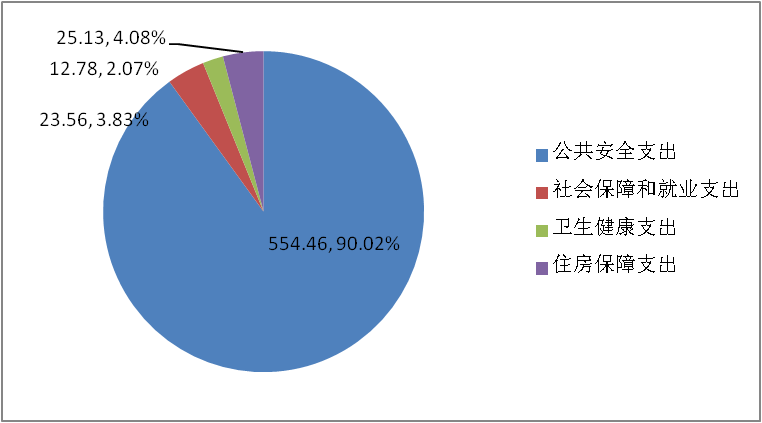 25.13, 4.08%
12.78, 2.07%
23.56, 3.83%
554.46, 90.02%
公共安全支出
社会保障和就业支出
卫生健康支出
住房保障支出